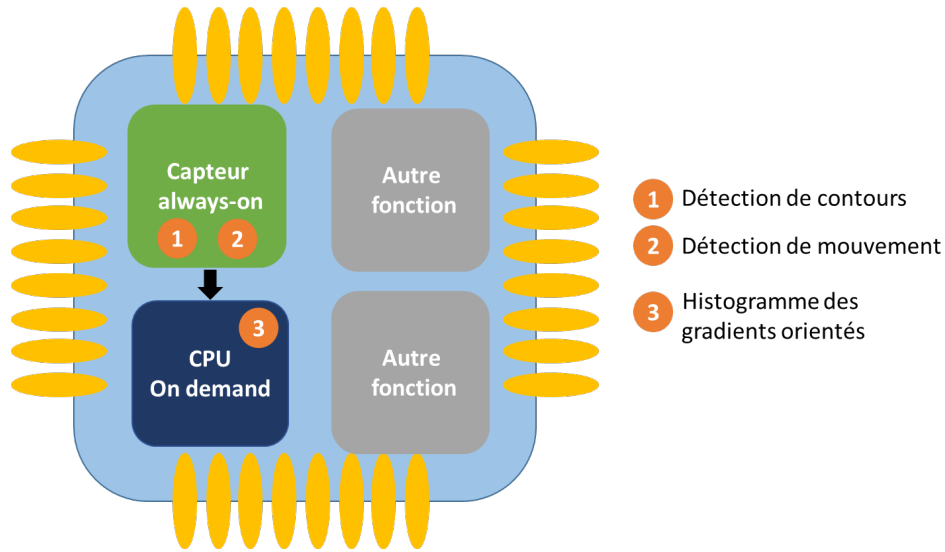 Capteur
always-on
1 2
Autre
fonction
3
CPU
On demand
Autre
fonction
1 Détection de contours
2 Détection de mouvement
3 Histogramme des
gradients orientés